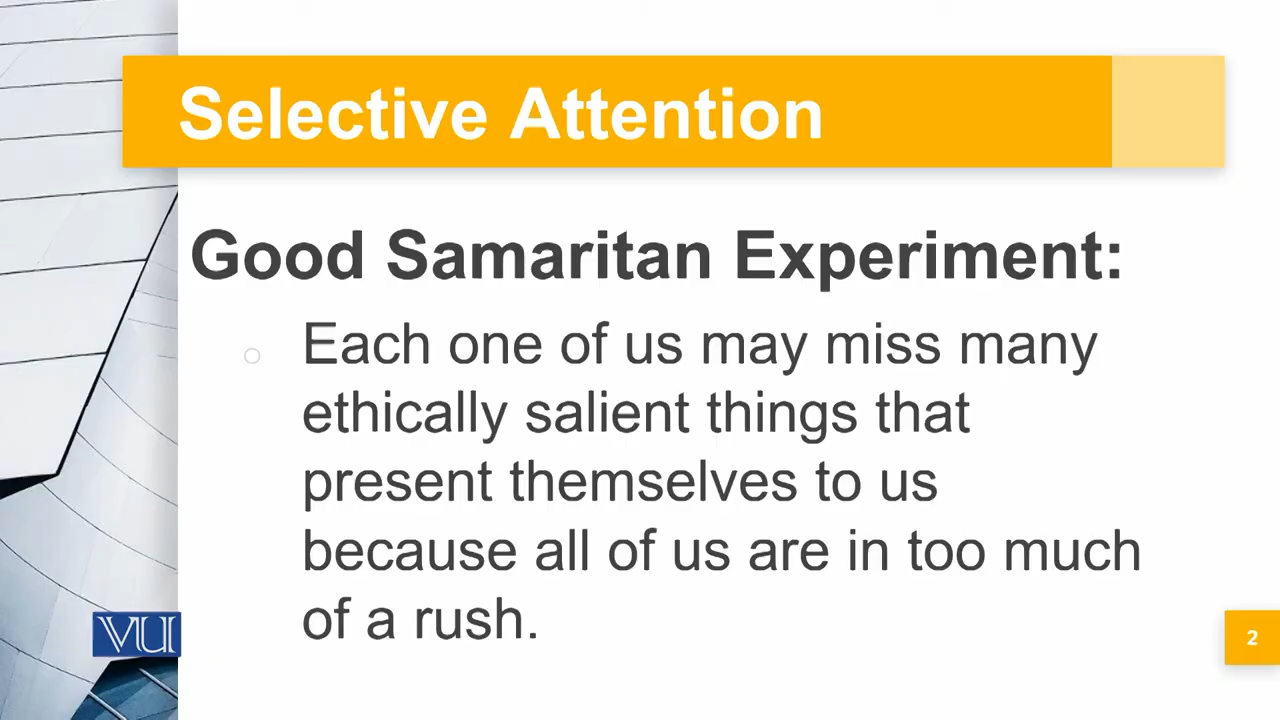 Selective Attention
Good Samaritan Experiment:
Each one of us may miss many
ethically salient things that
present themselves to us
because all of us are in too much
of a rush.
VU
2